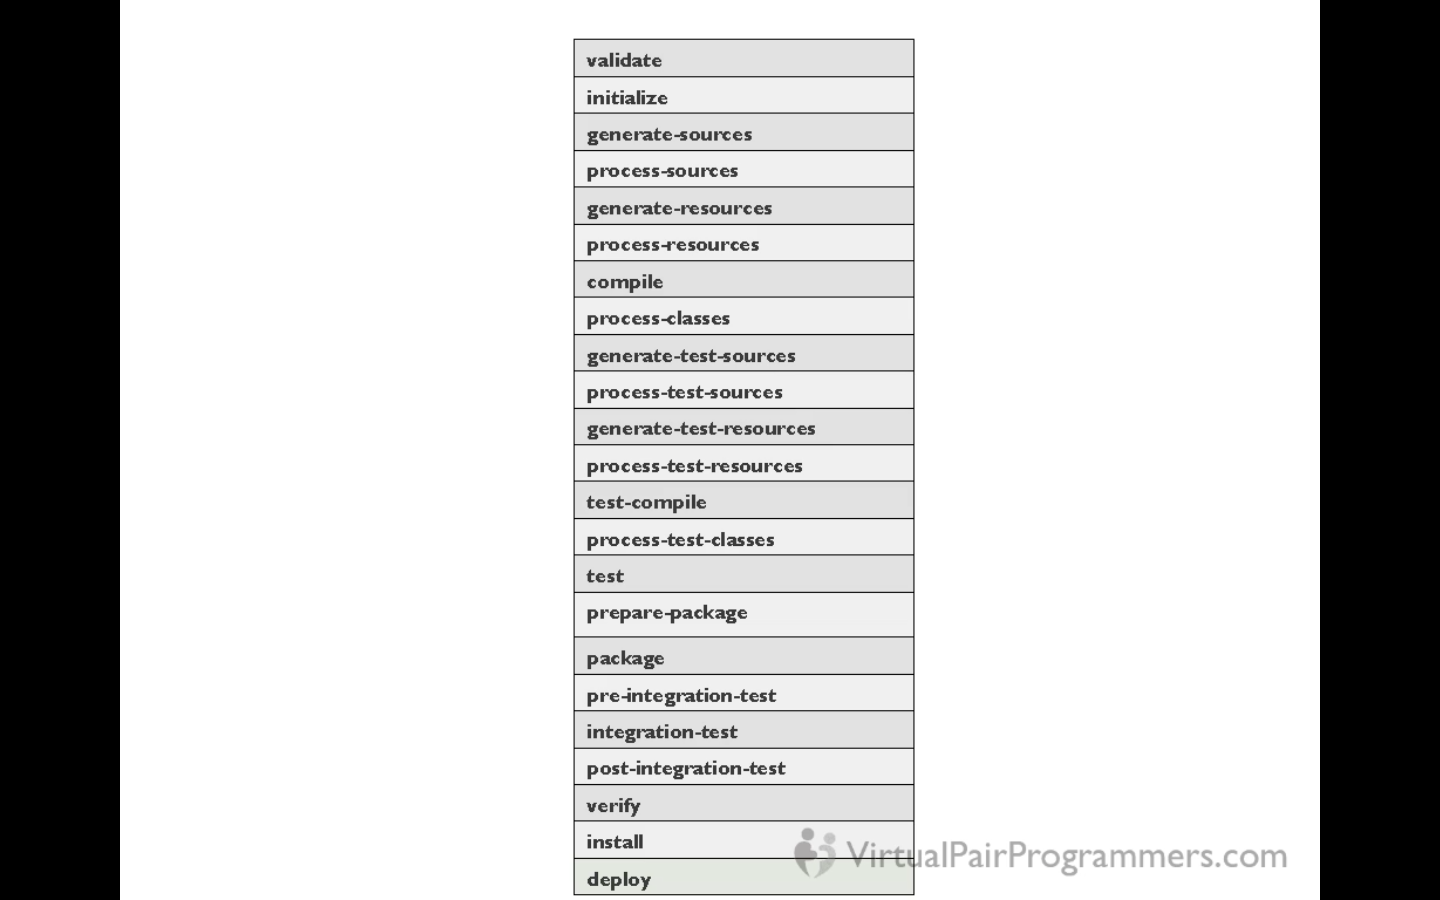 validate
initialize
generate-sources
process-sources
generate-resources
process-resources
compile
process-classes
generate-test-sources
process-test-sources
generate-test-resources
process-test-resources
test-compile
process-test-classes
test
prepare-package
package
pre-integration-test
integration-test
post-integration-test
verify
install
VirtualPairProgrammers.com
deploy